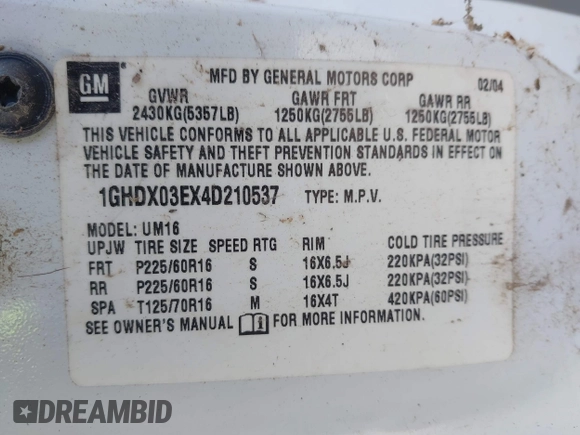 GM
MFD BY GENERAL MOTORS CORP 02/04
GVWR GAWR FRT GAWR RR
2430KG(5357LB) 1250KG(2755LB) 1250KG(2755LB)
THIS VEHICLE CONFORMS TO ALL APPLICABLE U.S. FEDERAL MOTOR
VEHICLE SAFETY AND THEFT PREVENTION STANDARDS IN EFFECT ON
THE DATE OF MANUFACTURE SHOWN ABOVE.
1GHDX03EX4D210537 TYPE: M.P.V.
MODEL: UM16
UPJW TIRE SIZE SPEED RTG RIM COLD TIRE PRESSURE
FRT P225/60R16 S 16X6.5J 220KPA(32PSI)
RR P225/60R16 S 16X6.5J 220KPA(32PSI)
SPA T125/70R16 M 16X4T 420KPA(60PSI)
SEE OWNER'S MANUAL FOR MORE INFORMATION.
DREAMBID